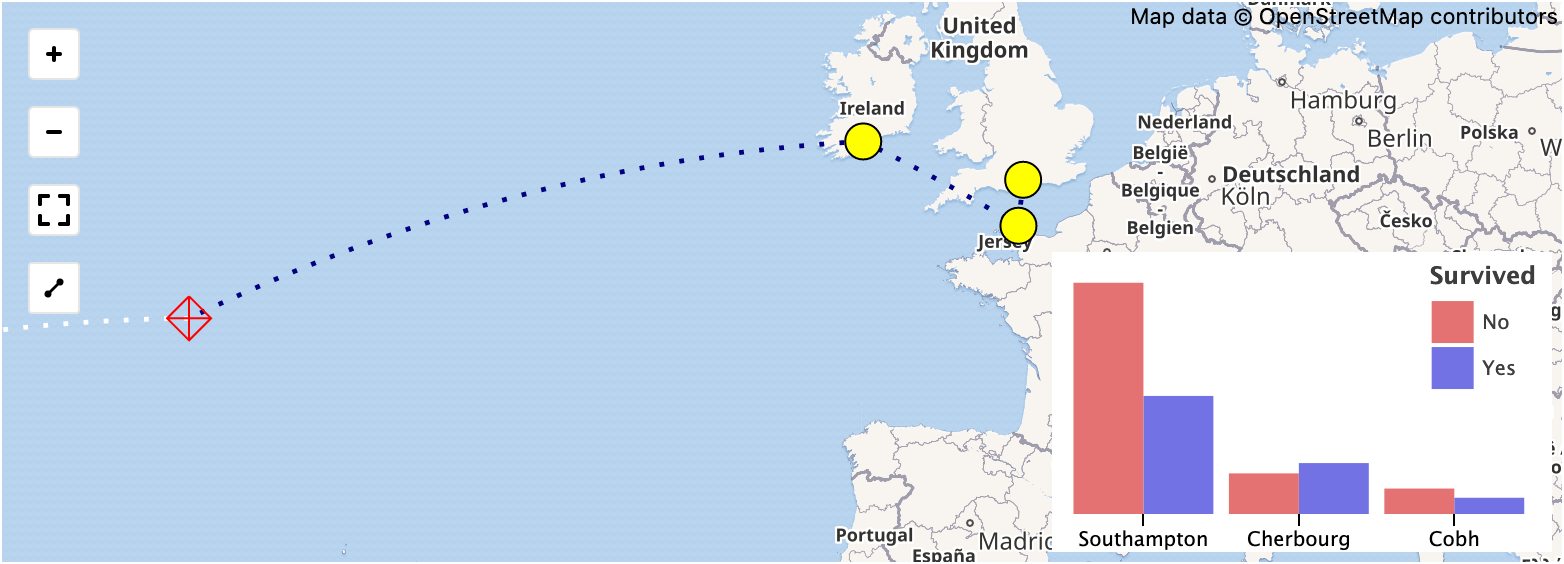 Map data © OpenStreetMap contributors
United
Kingdom
Ireland
Hamburg
Nederland
Berlin
Polska
België
-
Belgique
-
Belgien
Deutschland
Köln
Česko
Jersey
Survived
No
Yes
Southampton
Cherbourg
Cobh
Portugal
España